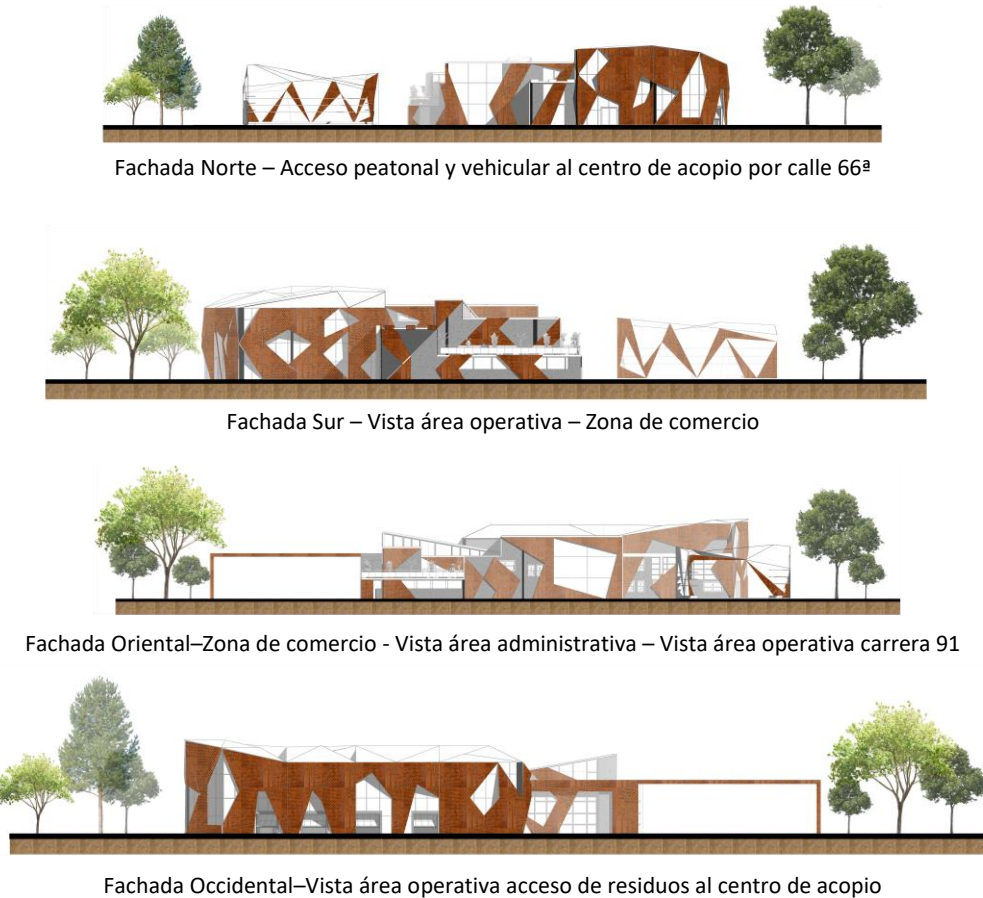 Fachada Norte – Acceso peatonal y vehicular al centro de acopio por calle 66ª
Fachada Sur – Vista área operativa – Zona de comercio
Fachada Oriental–Zona de comercio - Vista área administrativa – Vista área operativa carrera 91
Fachada Occidental–Vista área operativa acceso de residuos al centro de acopio